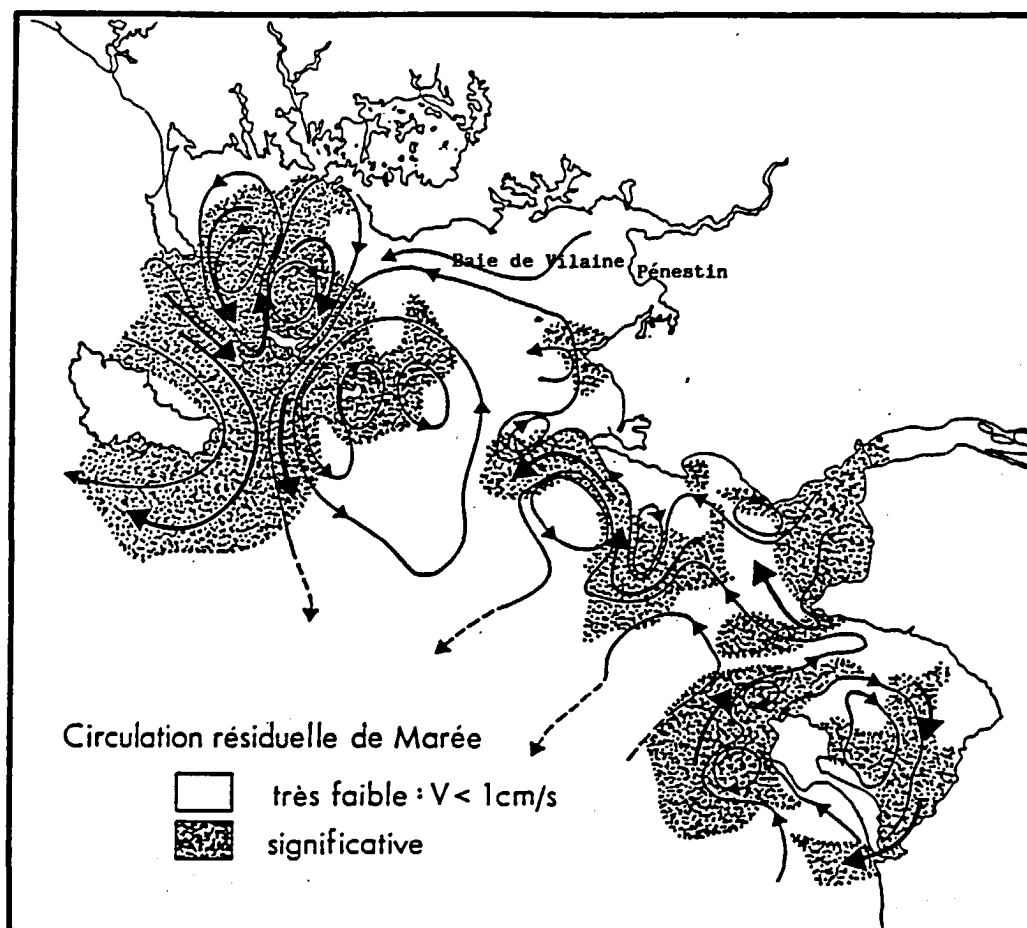 Baie de Vilaine
Pénestin
Circulation résiduelle de Marée
très faible : V < 1cm/s
significative